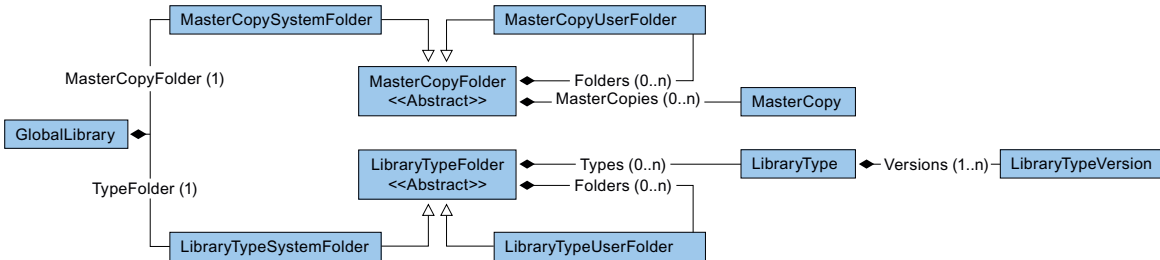 MasterCopySystemFolder
MasterCopyUserFolder
MasterCopyFolder (1)
MasterCopyFolder
<<Abstract>>
Folders (0..n)
MasterCopies (0..n)
MasterCopy
GlobalLibrary
LibraryTypeFolder
<<Abstract>>
Types (0..n)
Folders (0..n)
LibraryType
Versions (1..n)
LibraryTypeVersion
TypeFolder (1)
LibraryTypeSystemFolder
LibraryTypeUserFolder